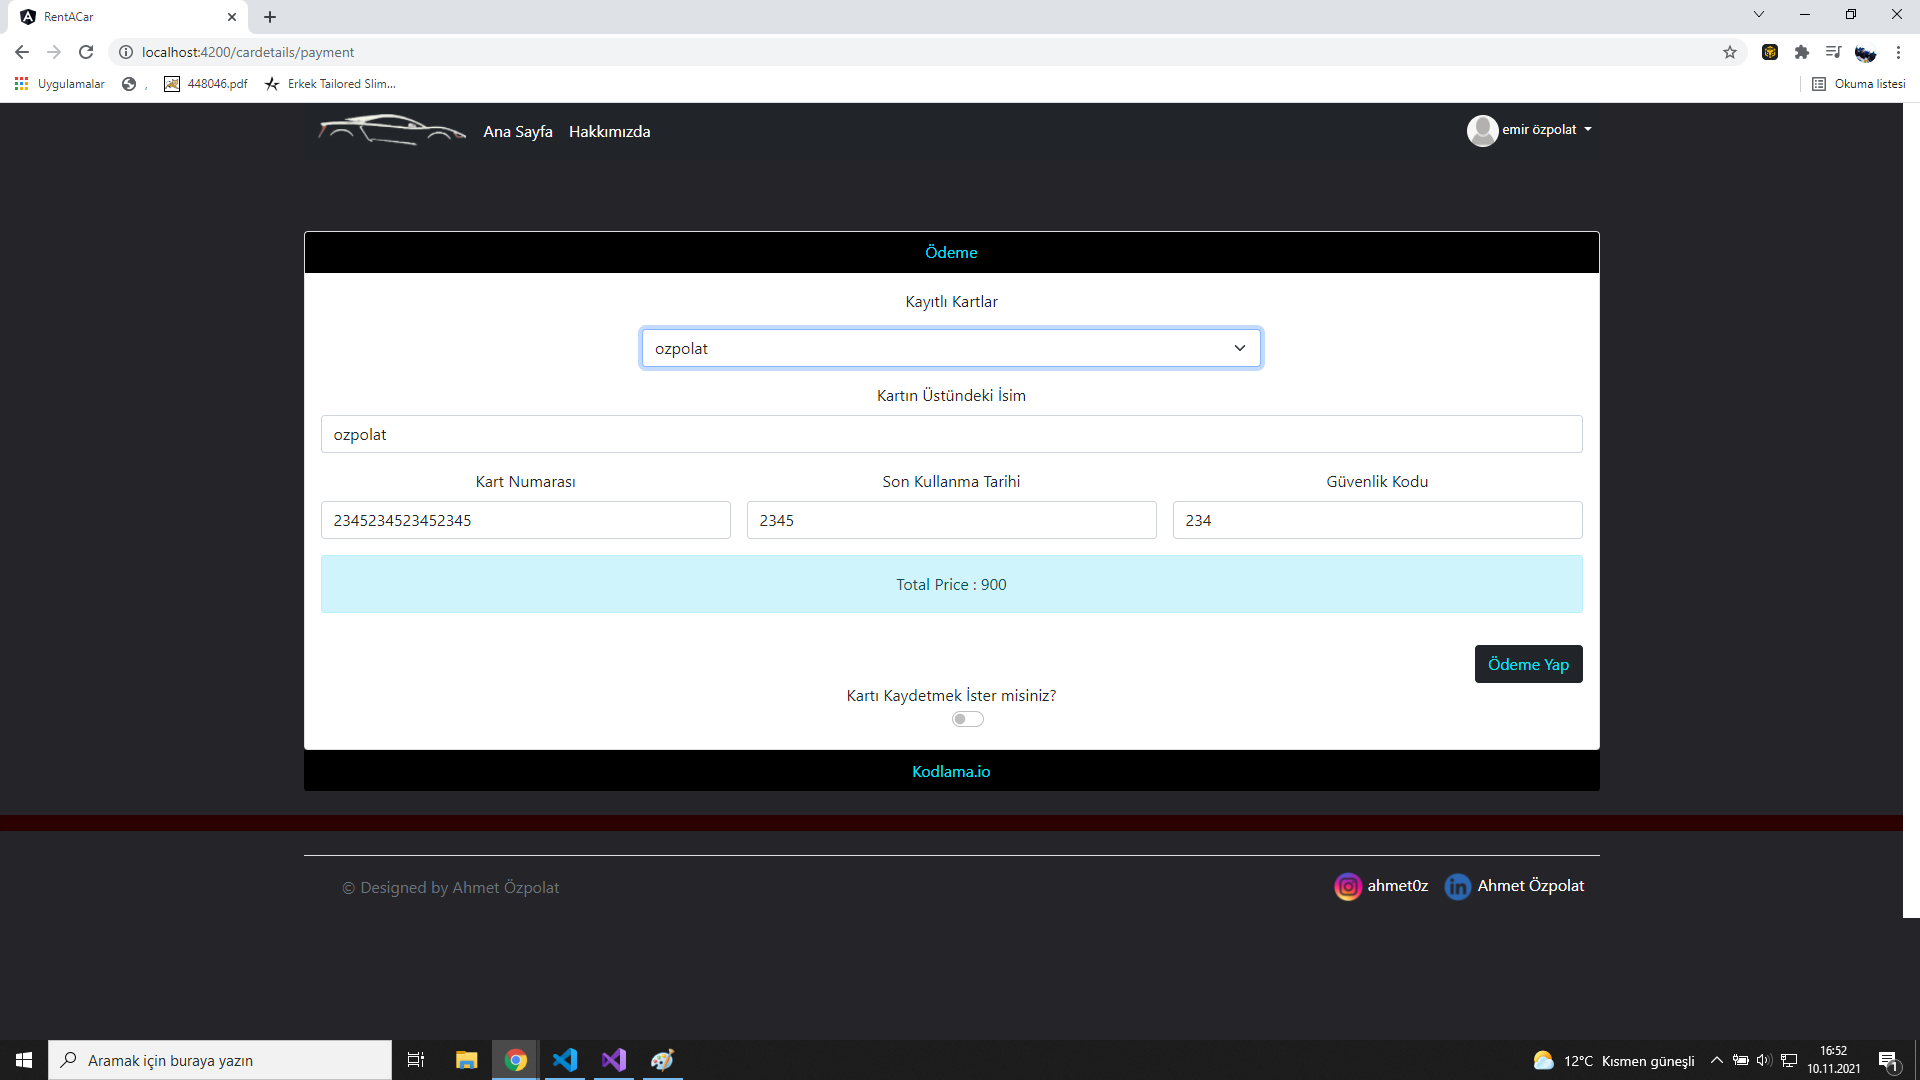 RentACar
localhost:4200/cardetails/payment
Uygulamalar , 448046.pdf Erkek Tailored Slim... Okuma listesi
Ana Sayfa Hakkımızda emir özpolat
Ödeme
Kayıtlı Kartlar
ozpolat
Kartın Üstündeki İsim
ozpolat
Kart Numarası Son Kullanma Tarihi Güvenlik Kodu
2345234523452345 2345 234
Total Price : 900
Ödeme Yap
Kartı Kaydetmek İster misiniz?
Kodlama.io
© Designed by Ahmet Özpolat ahmet0z Ahmet Özpolat
Aramak için buraya yazın 12°C Kısmen güneşli 16:52
10.11.2021 1